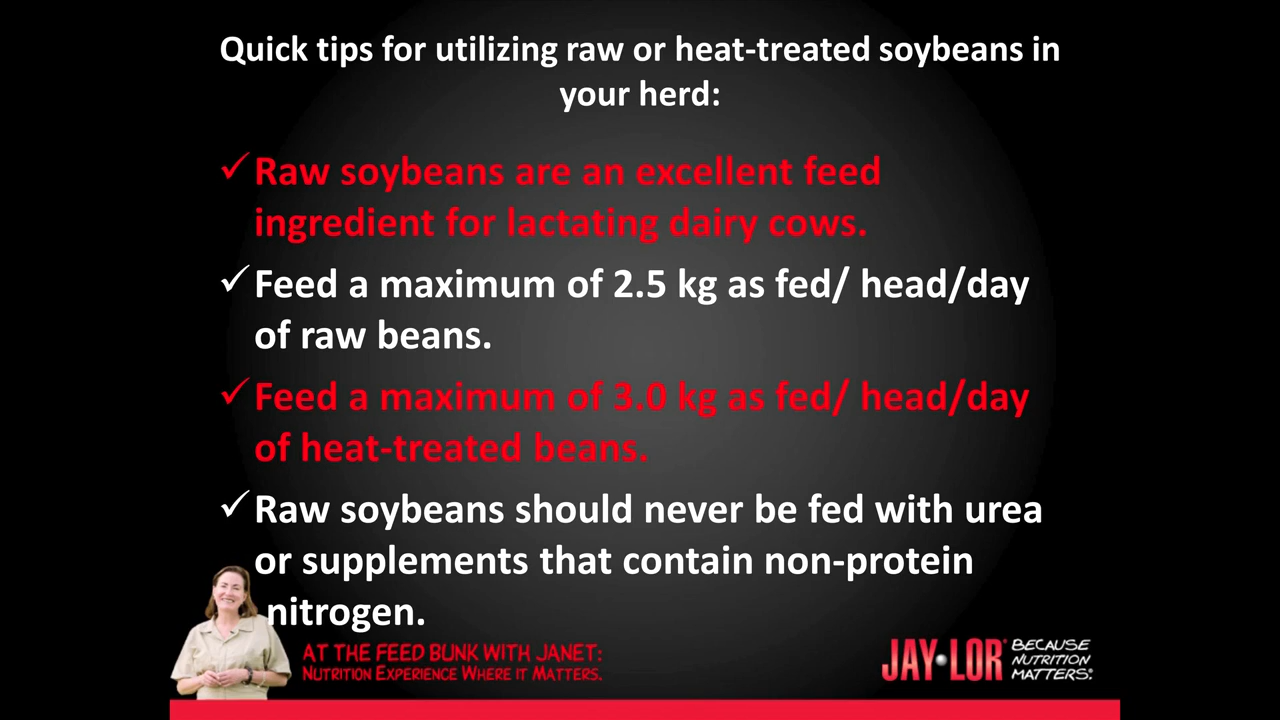 Quick tips for utilizing raw or heat-treated soybeans in
your herd:
✓Raw soybeans are an excellent feed
ingredient for lactating dairy cows.
✓Feed a maximum of 2.5 kg as fed/ head/day
of raw beans.
✓Feed a maximum of 3.0 kg as fed/ head/day
of heat-treated beans.
✓Raw soybeans should never be fed with urea
or supplements that contain non-protein
nitrogen.
AT THE FEED BUNK WITH JANET:
NUTRITION EXPERIENCE WHERE IT MATTERS.
JAY•LOR®
BECAUSE
NUTRITION
MATTERS.®